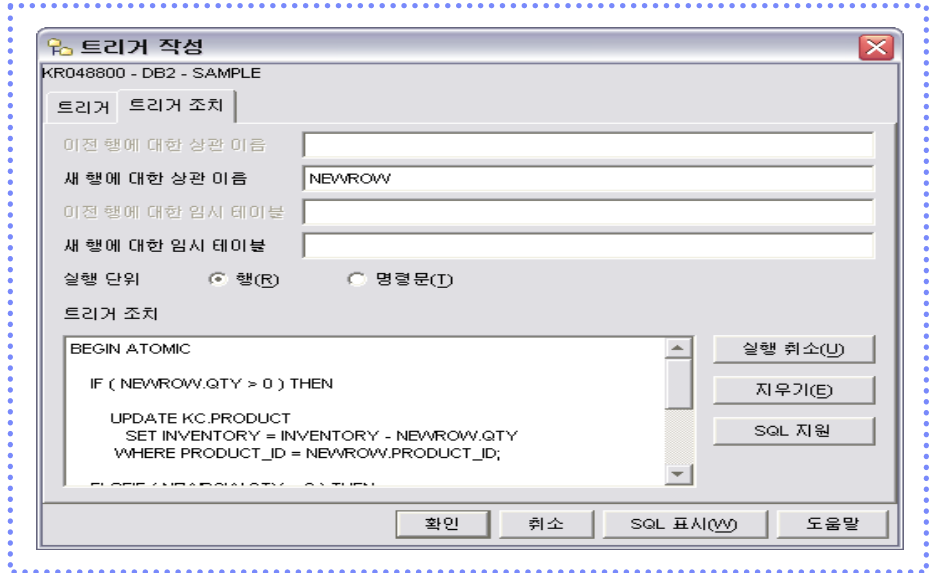 트리거 작성
KR048800 - DB2 - SAMPLE
트리거 트리거 조치
이전 행에 대한 상관 이름
새 행에 대한 상관 이름 NEWROW
이전 행에 대한 임시 테이블
새 행에 대한 임시 테이블
실행 단위 행(R) 명령문(T)
트리거 조치
BEGIN ATOMIC
IF ( NEWROW.QTY > 0 ) THEN
UPDATE KC.PRODUCT
SET INVENTORY = INVENTORY - NEWROW.QTY
WHERE PRODUCT_ID = NEWROW.PRODUCT_ID;
실행 취소(U)
지우기(E)
SQL 지원
확인 취소 SQL 표시(W) 도움말